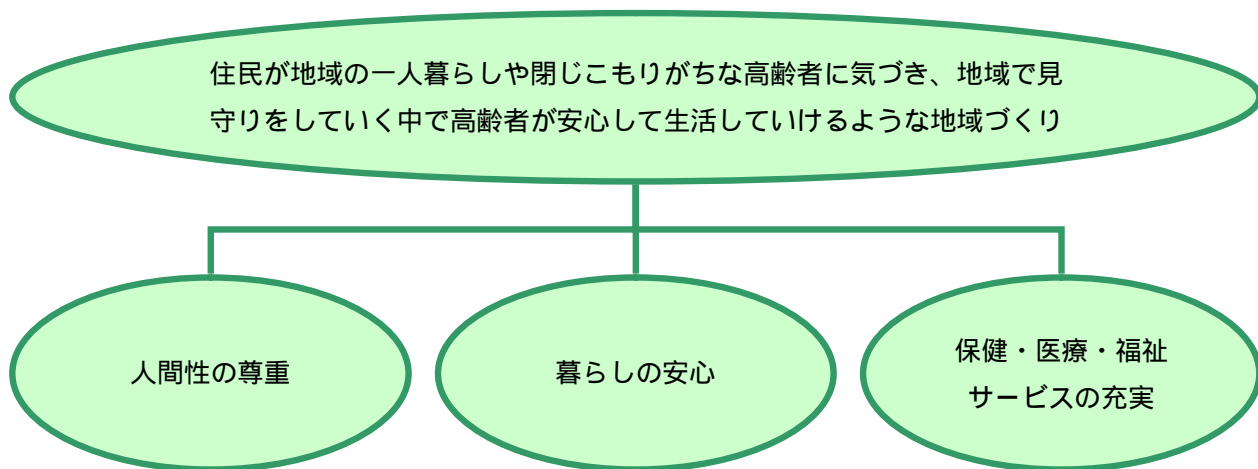 住民が地域の一人暮らしや閉じこもりがちな高齢者に気づき、地域で見
守りをしていく中で高齢者が安心して生活していけるような地域づくり
人間性の尊重
暮らしの安心
保健・医療・福祉
サービスの充実